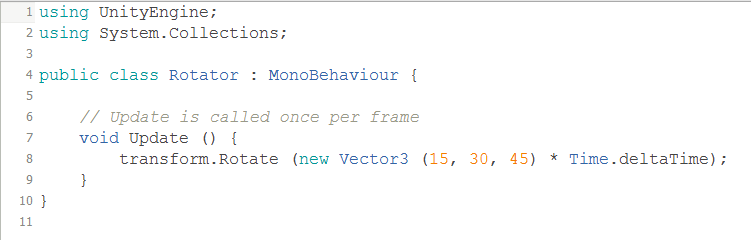 1 using UnityEngine;
2 using System.Collections;
3
4 public class Rotator : MonoBehaviour {
5
6     // Update is called once per frame
7     void Update () {
8         transform.Rotate (new Vector3 (15, 30, 45) * Time.deltaTime);
9     }
10 }
11